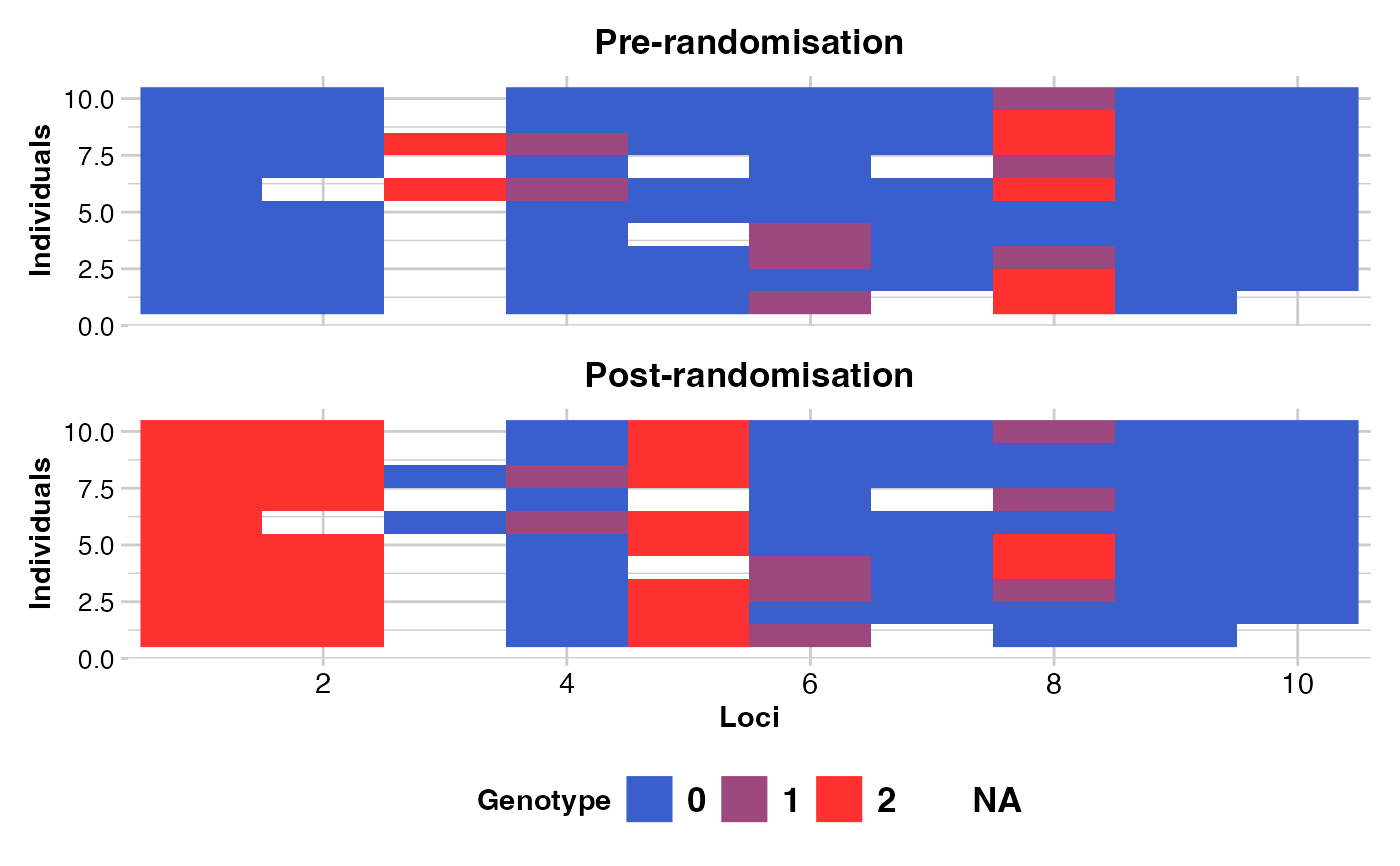 Pre-randomisation
Individuals
10.0
7.5
5.0
2.5
0.0
Post-randomisation
Individuals
10.0
7.5
5.0
2.5
0.0
2 4 6 8 10
Loci
Genotype 0 1 2 NA